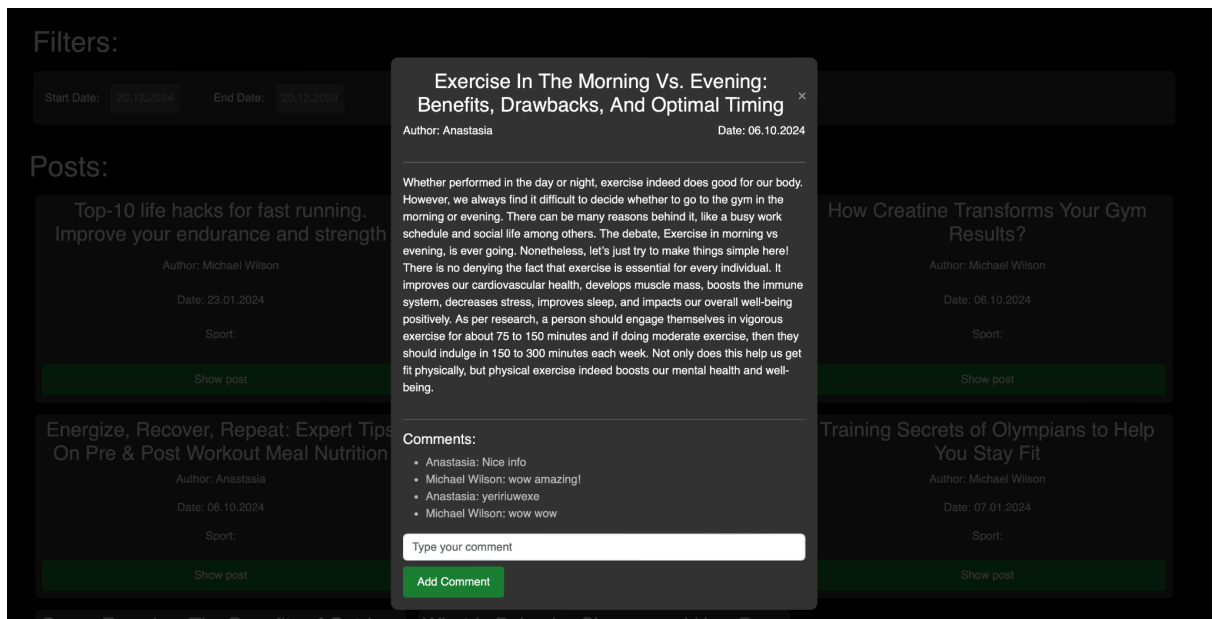 Filters:
Start Date: 20.12.2024 End Date: 20.12.2024
Posts:
Top-10 life hacks for fast running.
Improve your endurance and strength
Author: Michael Wilson
Date: 23.01.2024
Sport:
Show post
Energize, Recover, Repeat: Expert Tips
On Pre & Post Workout Meal Nutrition
Author: Anastasia
Date: 06.10.2024
Sport:
Show post
Exercise In The Morning Vs. Evening:
Benefits, Drawbacks, And Optimal Timing ×
Author: Anastasia Date: 06.10.2024
Whether performed in the day or night, exercise indeed does good for our body.
However, we always find it difficult to decide whether to go to the gym in the
morning or evening. There can be many reasons behind it, like a busy work
schedule and social life among others. The debate, Exercise in morning vs
evening, is ever going. Nonetheless, let's just try to make things simple here!
There is no denying the fact that exercise is essential for every individual. It
improves our cardiovascular health, develops muscle mass, boosts the immune
system, decreases stress, improves sleep, and impacts our overall well-being
positively. As per research, a person should engage themselves in vigorous
exercise for about 75 to 150 minutes and if doing moderate exercise, then they
should indulge in 150 to 300 minutes each week. Not only does this help us get
fit physically, but physical exercise indeed boosts our mental health and well-
being.
Comments:
• Anastasia: Nice info
• Michael Wilson: wow amazing!
• Anastasia: yeririuwexe
• Michael Wilson: wow wow
Type your comment
Add Comment
How Creatine Transforms Your Gym
Results?
Author: Michael Wilson
Date: 06.10.2024
Sport:
Show post
Training Secrets of Olympians to Help
You Stay Fit
Author: Michael Wilson
Date: 07.01.2024
Sport:
Show post